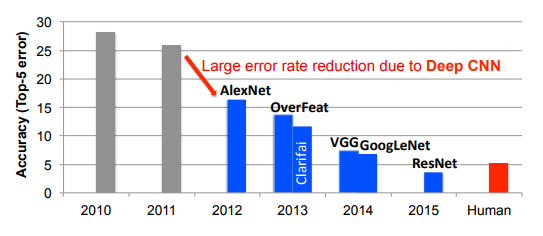 Accuracy (Top-5 error)
30
25
20
15
10
5
0
Large error rate reduction due to Deep CNN
AlexNet
OverFeat
Clarifai
VGG
GoogLeNet
ResNet
2010 2011 2012 2013 2014 2015 Human